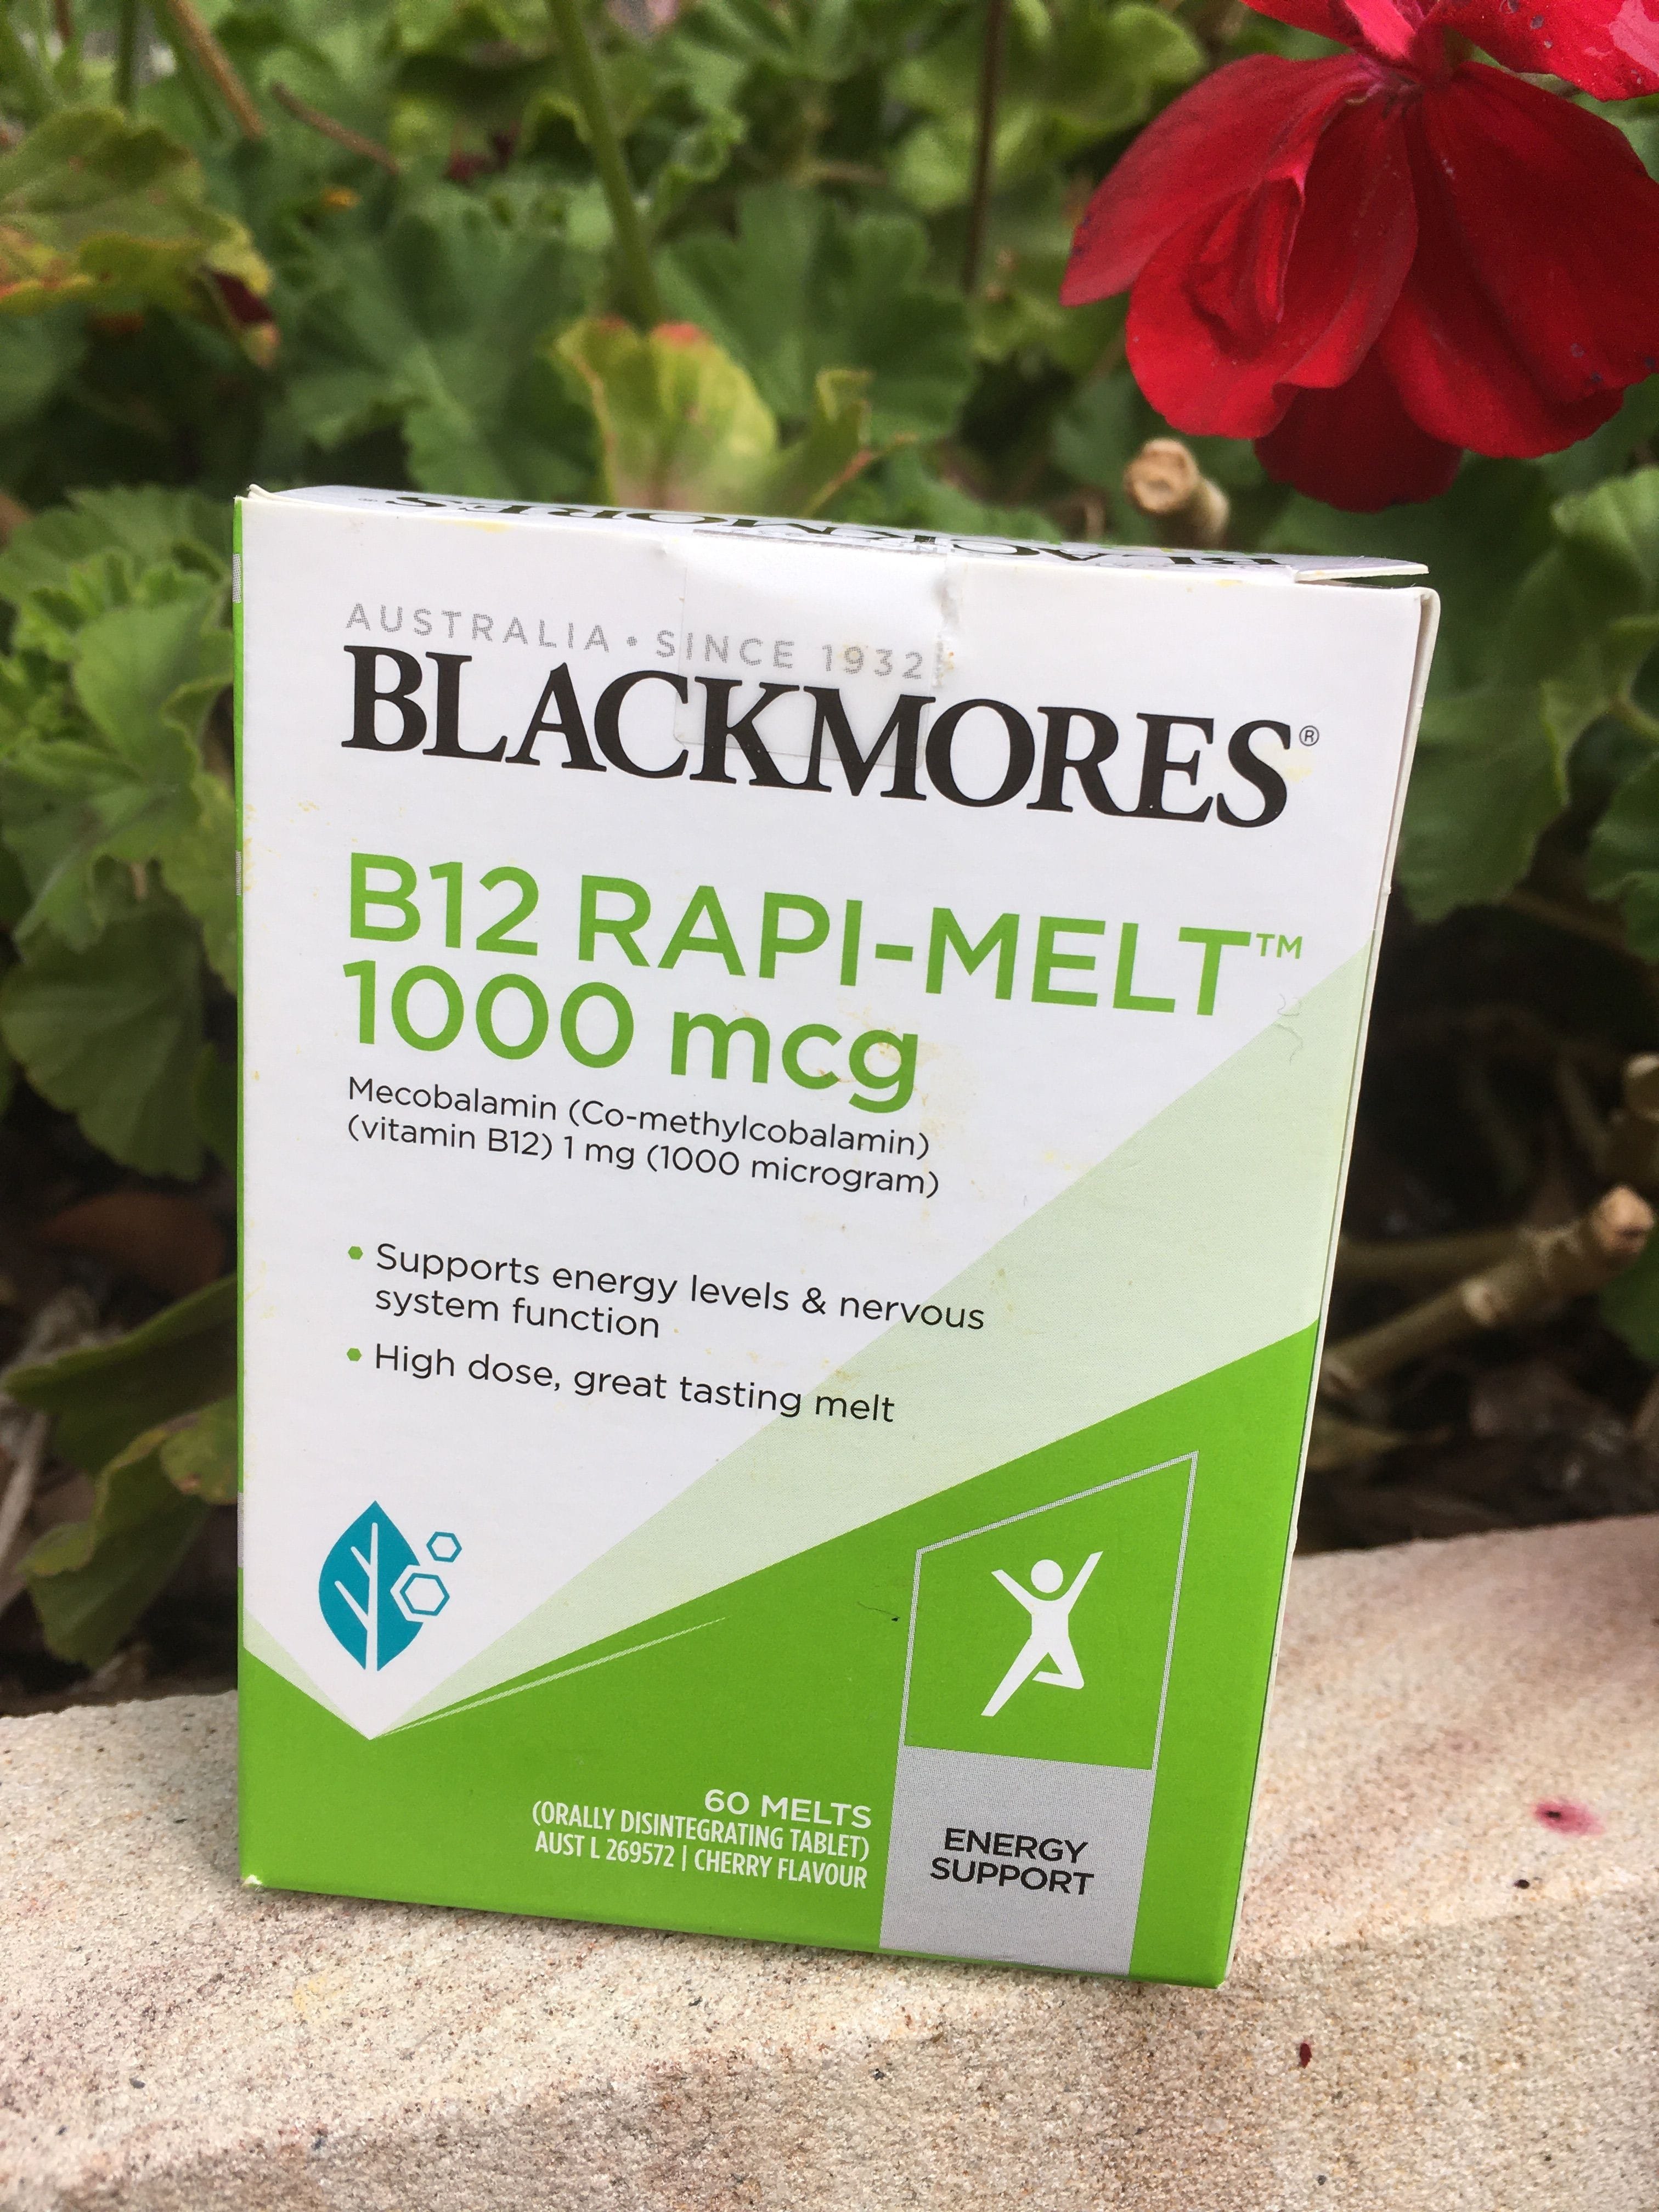 BLACKMORES
AUSTRALIA • SINCE 1932
BLACKMORES®
B12 RAPI-MELT™
1000 mcg
Mecobalamin (Co-methylcobalamin)
(vitamin B12) 1 mg (1000 microgram)
• Supports energy levels & nervous
system function
• High dose, great tasting melt
60 MELTS
(ORALLY DISINTEGRATING TABLET)
AUST L 269572 | CHERRY FLAVOUR
ENERGY
SUPPORT